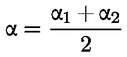 α = (α₁ + α₂) / 2